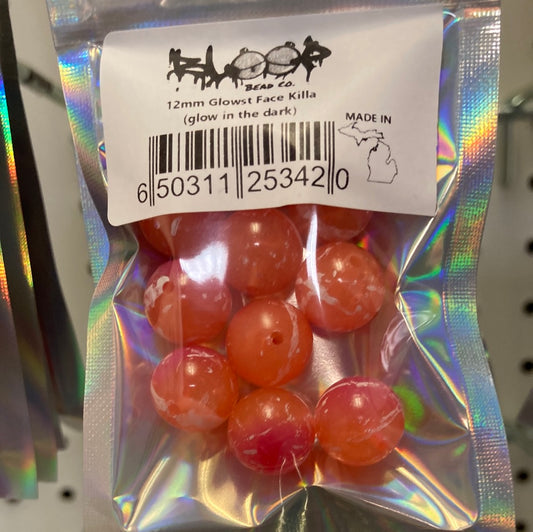 BLOOP
BEAD CO.
12mm Glowst Face Killa
(glow in the dark)
MADE IN
6 50311 25342 0